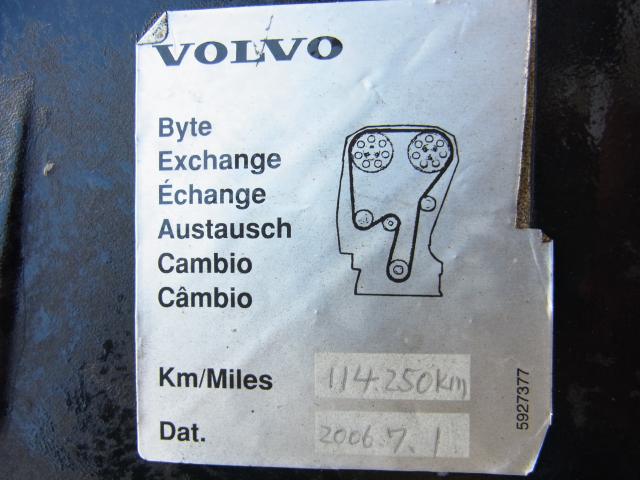 VOLVO
Byte
Exchange
Échange
Austausch
Cambio
Câmbio
Km/Miles 114.250km
Dat. 2006.7.1
5927377